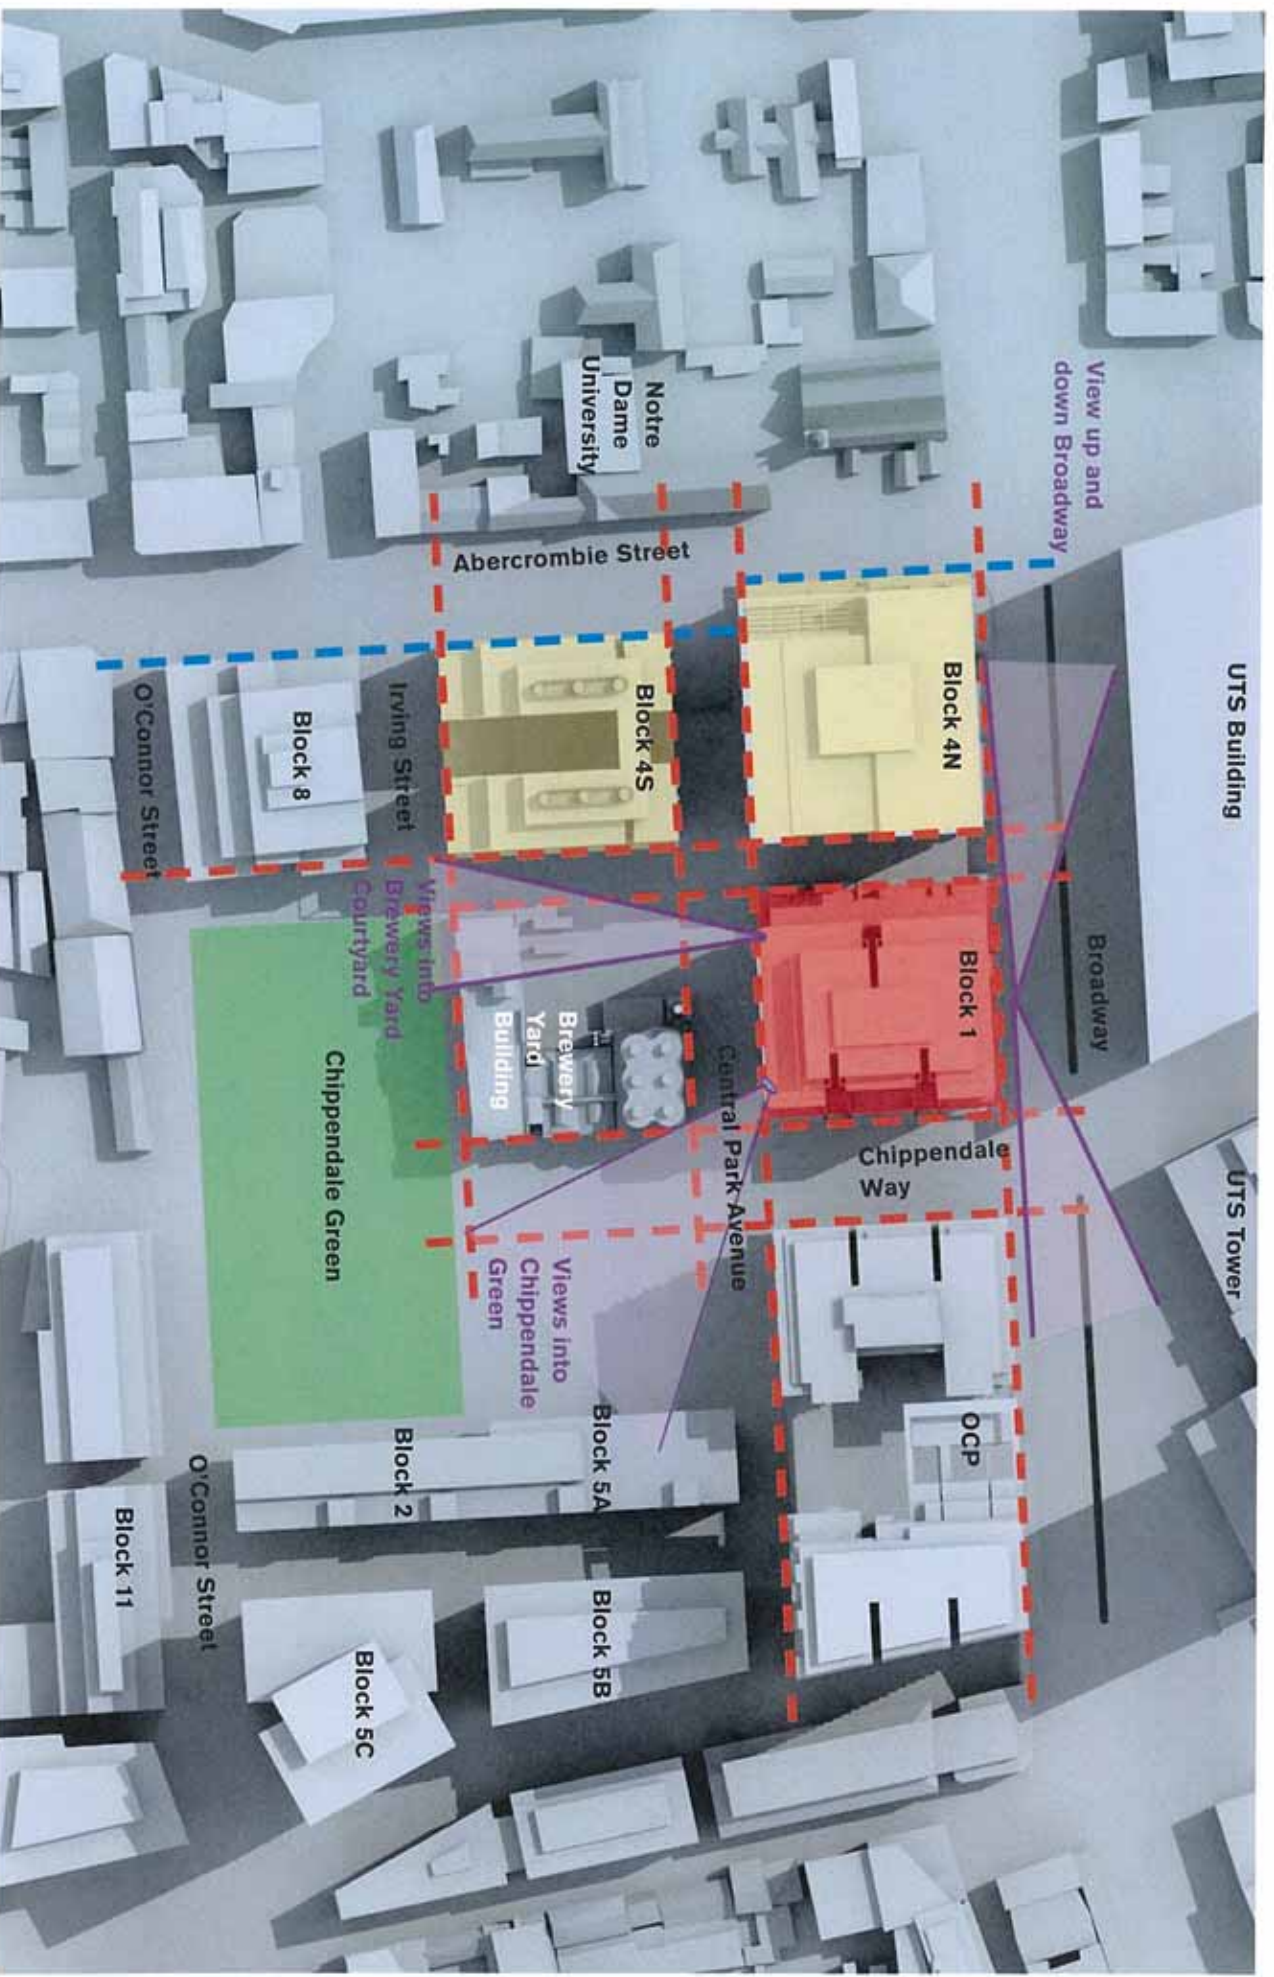 UTS Building
UTS Tower
View up and
down Broadway
Broadway
Block 4N
Block 1
Chippendale
Way
OCP
Notre
Dame
University
Abercrombie Street
Block 4S
Central Park Avenue
Brewery
Yard
Building
Views into
Chippendale
Green
Block 5A
Block 5B
Irving Street
Views into
Brewery Yard
Courtyard
Block 2
Block 8
Chippendale Green
Block 5C
O'Connor Street
O'Connor Street
Block 11